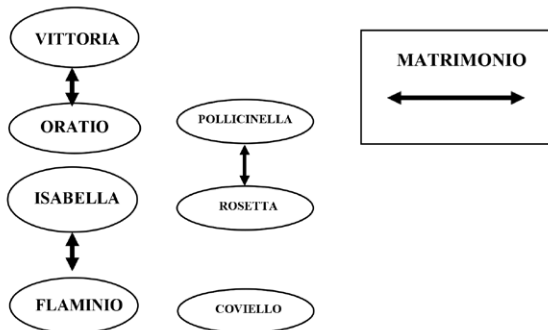 VITTORIA
MATRIMONIO
ORATIO
POLLICINELLA
ISABELLA
ROSETTA
FLAMINIO
COVIELLO